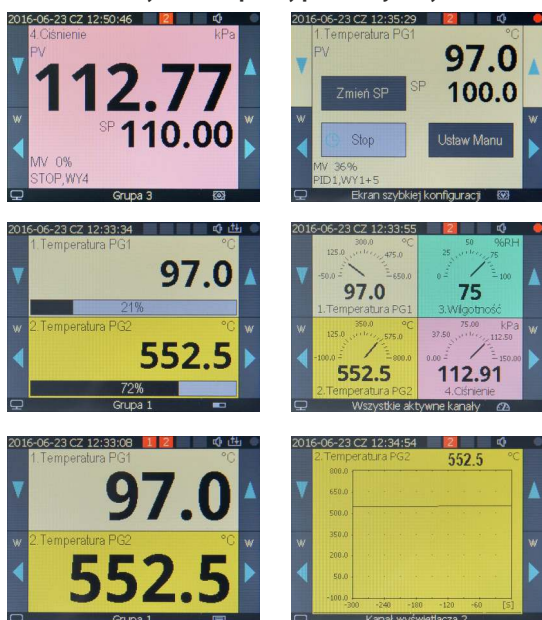 2016-06-23 CZ 12:50:46 2
4.Ciśnienie kPa
PV
112.77
SP 110.00
W W
MV 0%
STOP,WY4
Grupa 3
2016-06-23 CZ 12:35:29 2
1.Temperatura PG1 °C
PV
97.0
Zmień SP
SP 100.0
W W
Stop
Ustaw Manu
MV 36%
PID1,WY1+5
Ekran szybkiej konfiguracji
2016-06-23 CZ 12:33:34 2
1.Temperatura PG1 °C
97.0
21%
W W
2.Temperatura PG2 °C
552.5
72%
Grupa 1
2016-06-23 CZ 12:33:55 2
300.0 °C
125.0 475.0
-50.0 650.0
97.0
1.Temperatura PG1
50 %RH
25 75
0 100
75
3.Wilgotność
W W
350.0 °C
125.0 575.0
-100.0 800.0
552.5
2.Temperatura PG2
75.00 kPa
37.50 112.50
0.00 150.00
112.91
4.Ciśnienie
Wszystkie aktywne kanały
2016-06-23 CZ 12:33:08 1 2
1.Temperatura PG1 °C
97.0
W W
2.Temperatura PG2 °C
552.5
Grupa 1
2016-06-23 CZ 12:34:54 2
2.Temperatura PG2 552.5 °C
800.0
650.0
500.0
W W
350.0
200.0
50.0
-100.0
-300 -240 -180 -120 -60 [S]
Kanał wyświetlacza 2